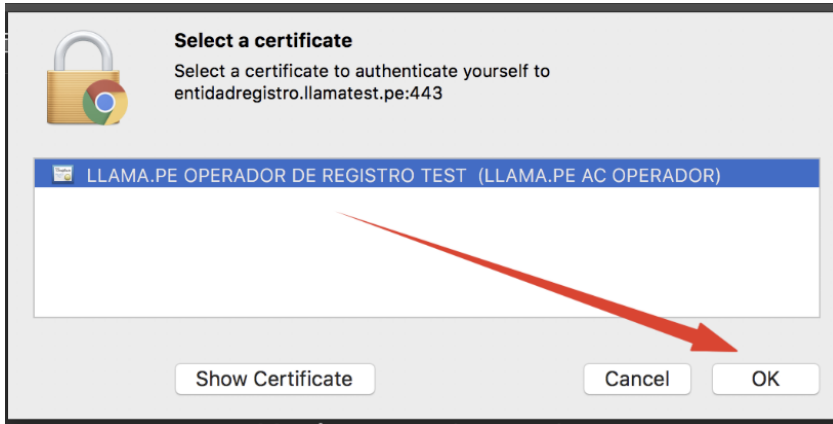 Select a certificate
Select a certificate to authenticate yourself to
entidadregistro.llamatest.pe:443
LLAMA.PE OPERADOR DE REGISTRO TEST (LLAMA.PE AC OPERADOR)
Show Certificate
Cancel
OK